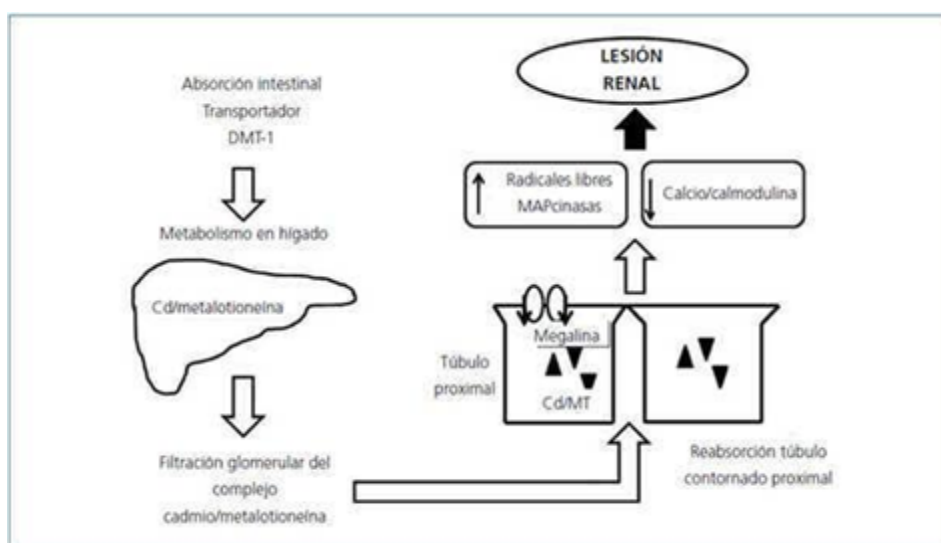 Absorción intestinal
Transportador
DMT-1
Metabolismo en hígado
Cd/metalotioneína
Filtración glomerular del
complejo
cadmio/metalotioneína
LESIÓN
RENAL
Radicales libres
MAPcinasas
Calcio/calmodulina
Megalina
Túbulo
proximal
Cd/MT
Reabsorción túbulo
contornado proximal